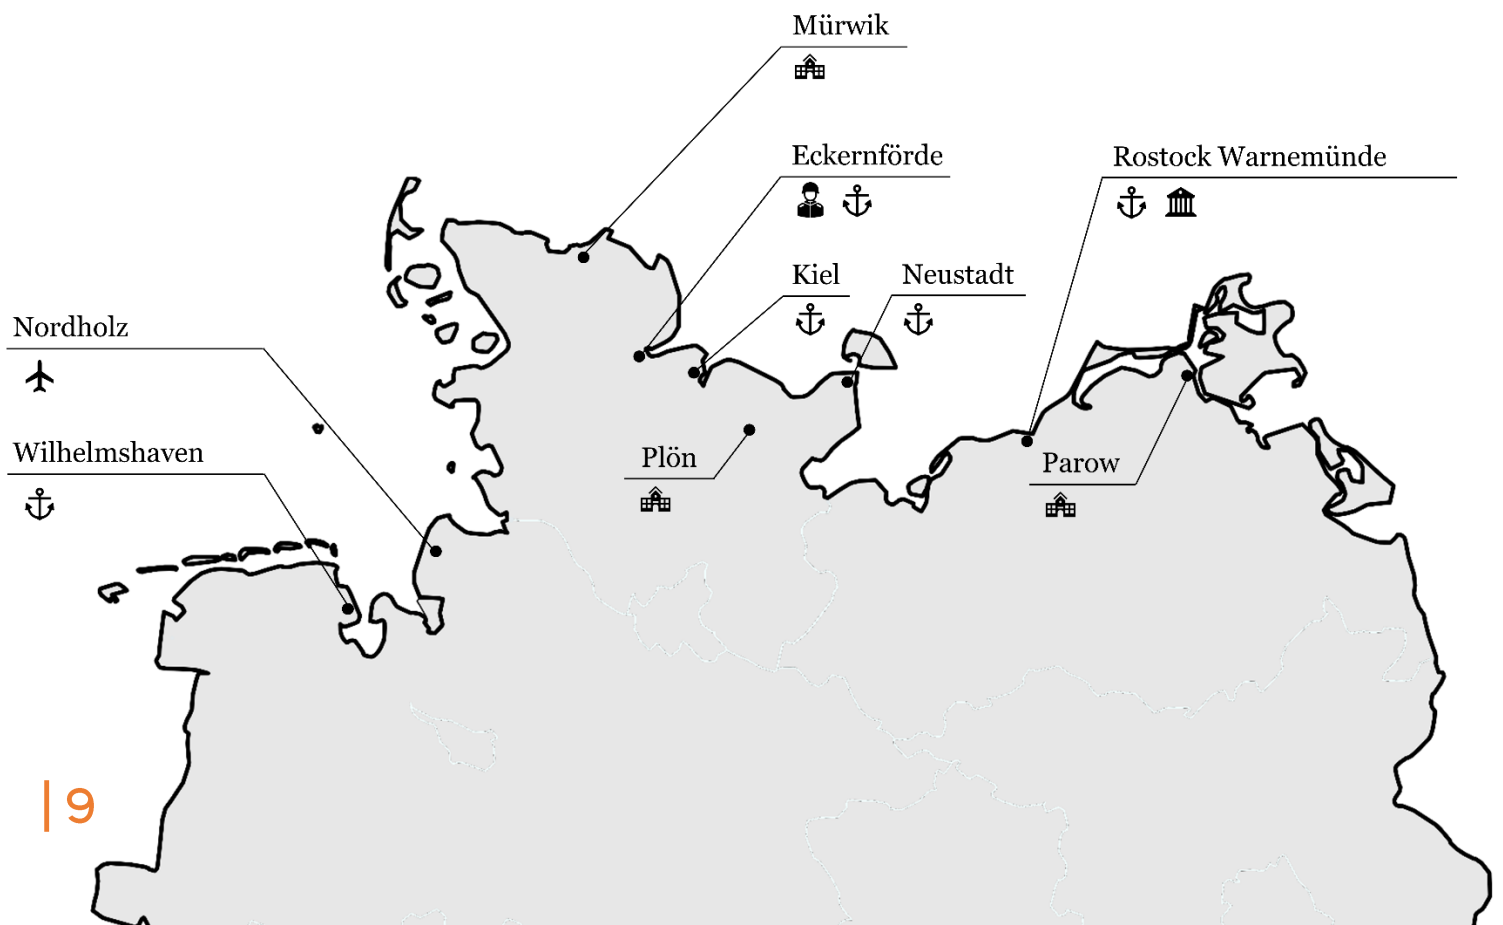 Mürwik
Eckernförde
Rostock Warnemünde
Kiel
Neustadt
Nordholz
Wilhelmshaven
Plön
Parow
| 9